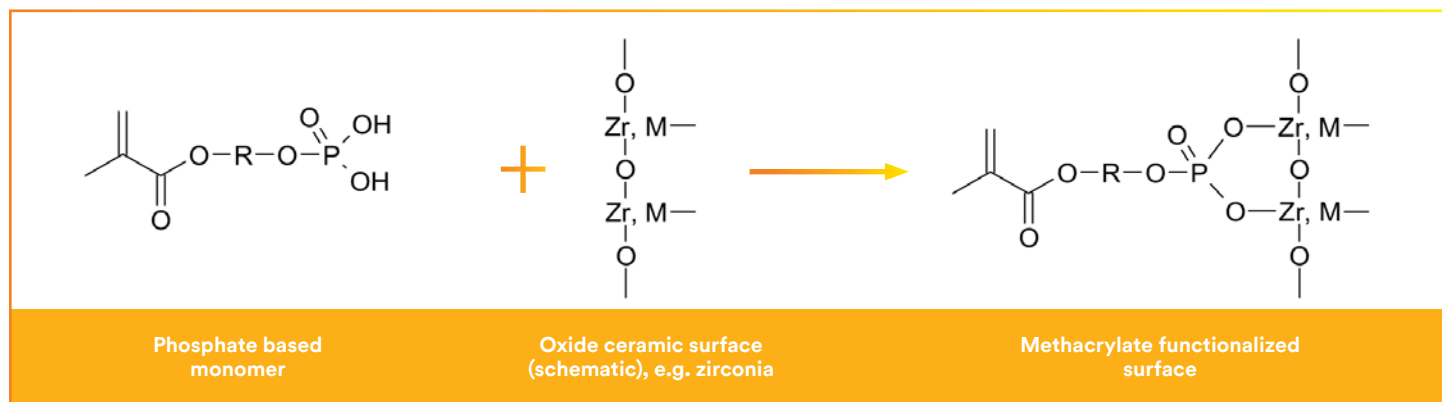 O
OH
O
R
O
P
OH
O
O
Zr, M
O
Zr, M
O
O
O
O
Zr, M
O
R
O
P
O
O
O
Zr, M
O
O
Phosphate based
monomer
Oxide ceramic surface
(schematic), e.g. zirconia
Methacrylate functionalized
surface